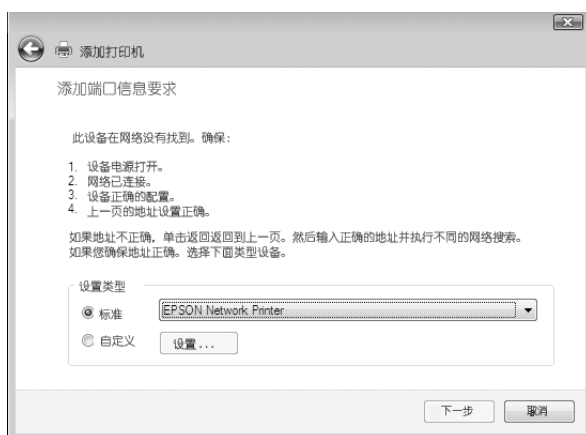 添加打印机
添加端口信息要求
此设备在网络没有找到。确保：
1. 设备电源打开。
2. 网络已连接。
3. 设备正确的配置。
4. 上一页的地址设置正确。
如果地址不正确，单击返回返回到上一页。然后输入正确的地址并执行不同的网络搜索。
如果您确保地址正确。选择下面类型设备。
设置类型
标准 EPSON Network Printer
自定义 设置...
下一步 取消